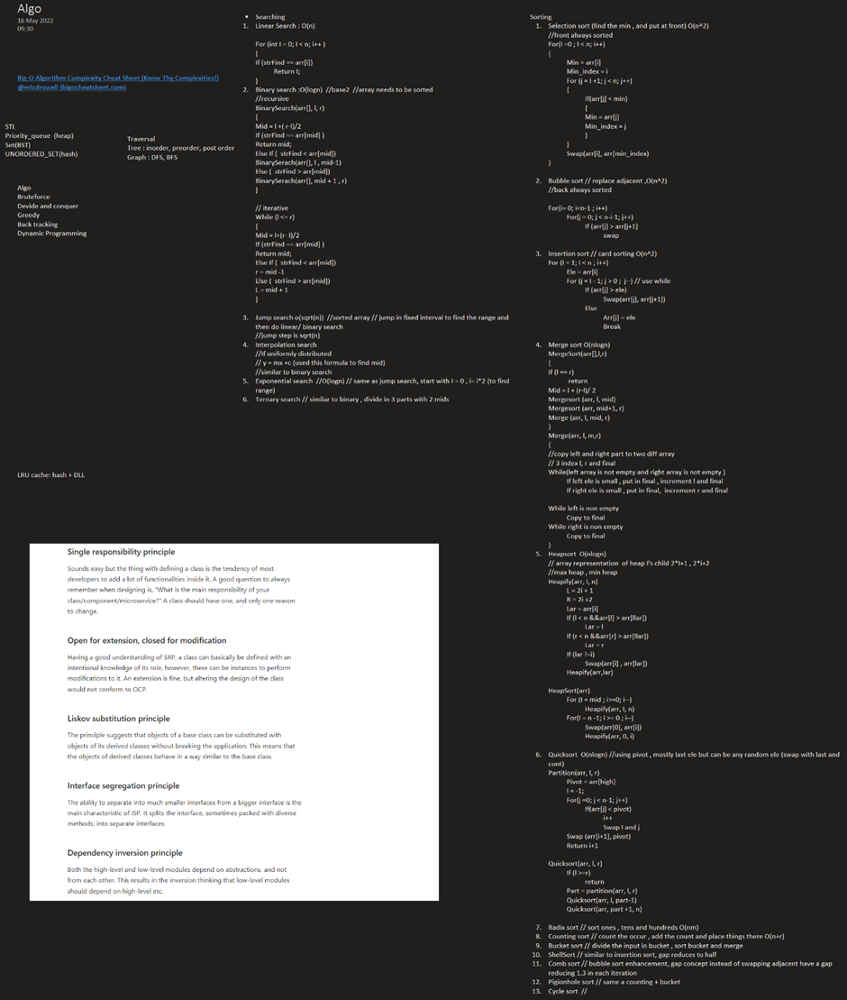 Algo
16 May 2022
09:30
Big-O Algorithm Complexity Cheat Sheet (Know Thy Complexities!)
@ericdrowell (bigocheatsheet.com)
STL
Priority_queue (heap)
Set(BST)
UNORDERED_SET(hash)
Traversal
Tree : inorder, preorder, post order
Graph : DFS, BFS
Algo
Bruteforce
Devide and conquer
Greedy
Back tracking
Dynamic Programming
LRU cache: hash + DLL
Single responsibility principle
Sounds easy but the thing with defining a class is the tendency of most
developers to add a lot of functionalities inside it. A good question to always
remember when designing is, "What is the main responsibility of your
class/component/microservice?" A class should have one, and only one reason
to change.
Open for extension, closed for modification
Having a good understanding of SRP, a class can basically be defined with an
intentional knowledge of its role, however, there can be instances to perform
modifications to it. An extension is fine, but altering the design of the class
would not conform to OCP.
Liskov substitution principle
The principle suggests that objects of a base class can be substituted with
objects of its derived classes without breaking the application. This means that
the objects of derived classes behave in a way similar to the base class.
Interface segregation principle
The ability to separate into much smaller interfaces from a bigger interface is the
main characteristic of ISP. It splits the interface, sometimes packed with diverse
methods, into separate interfaces.
Dependency inversion principle
Both the high-level and low-level modules depend on abstractions, and not
from each other. This results in the inversion thinking that low-level modules
should depend on high-level etc.
• Searching
1. Linear Search : O(n)
For (int I = 0; I < n; i++ )
{
If (strFind == arr[i])
Return I;
}
2. Binary search :O(logn) //base2 //array needs to be sorted
//recursive
BinarySearch(arr[], l, r)
{
Mid = l +( r-l)/2
If (strFind == arr[mid] )
Return mid;
Else If ( strFind < arr[mid])
BinarySerach(arr[], l , mid-1)
Else ( strFind > arr[mid])
BinarySerach(arr[], mid + 1 , r)
}
// iterative
While (l <= r)
{
Mid = l+(r- l)/2
If (strFind == arr[mid] )
Return mid;
Else If ( strFind < arr[mid])
r = mid -1
Else ( strFind > arr[mid])
L = mid + 1
}
3. Jump search o(sqrt(n)) //sorted array // jump in fixed interval to find the range and
then do linear/ binary search
//jump step is sqrt(n)
4. Interpolation search
//If uniformly distributed
// y = mx +c (used this formula to find mid)
//similar to binary search
5. Exponential search //O(logn) // same as jump search, start with I = 0 , i= i*2 (to find
range)
6. Ternary search // similar to binary , divide in 3 parts with 2 mids
Sorting
1. Selection sort (find the min , and put at front) O(n^2)
//front always sorted
For(I =0 ; I < n; i++)
{
Min = arr[i]
Min_index = i
For (j = I +1; j < n; j++)
{
If(arr[j] < min)
{
Min = arr[j]
Min_index = j
}
}
Swap(arr[i], arr[min_index)
}
2. Bubble sort // replace adjacent ,O(n^2)
//back always sorted
For(i= 0; i<n-1 ; i++)
For(j = 0; j < n-i-1; j++)
If (arr[j] > arr[j+1]
swap
3. Insertion sort // card sorting O(n^2)
For (I = 1; I < n ; i++)
Ele = arr[i]
For (j = I - 1; j > 0 ; j--) // use while
If (arr[j] > ele)
Swap(arr[j], arr[j+1])
Else
Arr[j] = ele
Break
4. Merge sort O(nlogn)
MergeSort(arr[],l,r)
{
If (l == r)
return
Mid = l + (r-l)/ 2
Mergesort (arr, l, mid)
Mergesort (arr, mid+1, r)
Merge (arr, l, mid, r)
}
Merge(arr, l, m,r)
{
//copy left and right part to two diff array
// 3 index l, r and final
While(left array is not empty and right array is not empty )
If left ele is small , put in final , increment l and final
If right ele is small , put in final, increment r and final
While left is non empty
Copy to final
While right is non empty
Copy to final
}
5. Heapsort O(nlogn)
// array representation of heap I's child 2*I+1 , 2*i+2
//max heap , min heap
Heapify(arr, I, n)
L = 2i + 1
R = 2i +2
Lar = arr[i]
If (l < n &&arr[l] > arr[llar])
Lar = l
If (r < n &&arr[r] > arr[llar])
Lar = r
If (lar !=i)
Swap(arr[i] , arr[lar])
Heapify(arr,lar)
HeapSort(arr)
For (I = mid ; i>=0; i--)
Heapify(arr, I, n)
For(I = n -1; I >= 0 ; i--)
Swap(arr[0], arr[i])
Heapify(arr, 0, i)
6. Quicksort O(nlogn) //using pivot , mostly last ele but can be any random ele (swap with last and
cont)
Partition(arr, l, r)
Pivot = arr[high]
I = -1;
For(j =0; j < n-1; j++)
If(arr[j] < pivot)
i++
Swap I and j
Swap (arr[i+1], pivot)
Return i+1
Quicksort(arr, l, r)
If (l >=r)
return
Part = partition(arr, l, r)
Quicksort(arr, l, part-1)
Quicksort(arr, part +1, n)
7. Radix sort // sort ones , tens and hundreds O(nm)
8. Counting sort // count the occur , add the count and place things there O(n+r)
9. Bucket sort // divide the input in bucket , sort bucket and merge
10. ShellSort // similar to insertion sort, gap reduces to half
11. Comb sort // bubble sort enhancement, gap concept instead of swapping adjacent have a gap
reducing 1.3 in each iteration
12. Pigionhole sort // same a counting + bucket
13. Cycle sort //